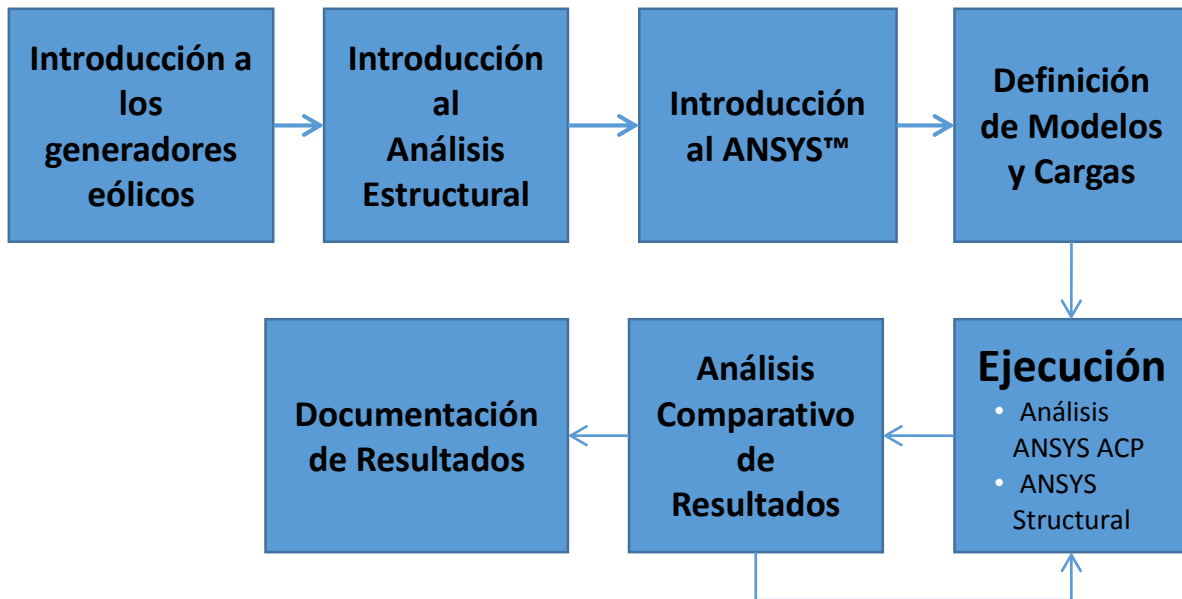 Introducción a
los
generadores
eólicos
Introducción
al
Análisis
Estructural
Introducción
al ANSYS™
Definición
de Modelos
y Cargas
Ejecución
• Análisis
ANSYS ACP
• ANSYS
Structural
Análisis
Comparativo
de
Resultados
Documentación
de Resultados